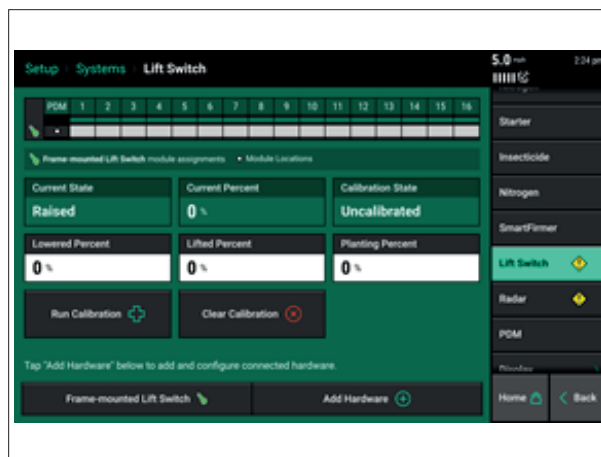 Setup Systems Lift Switch
5.0 mph 2:24 pm
PDM 1 2 3 4 5 6 7 8 9 10 11 12 13 14 15 16
Frame-mounted Lift Switch module assignments • Module Locations
Current State Current Percent Calibration State
Raised 0 % Uncalibrated
Lowered Percent Lifted Percent Planting Percent
0 % 0 % 0 %
Run Calibration Clear Calibration
Tap "Add Hardware" below to add and configure connected hardware.
Frame-mounted Lift Switch Add Hardware
Nitrogen
Starter
Insecticide
Nitrogen
SmartFirmer
Lift Switch
Radar
PDM
Display
Home < Back